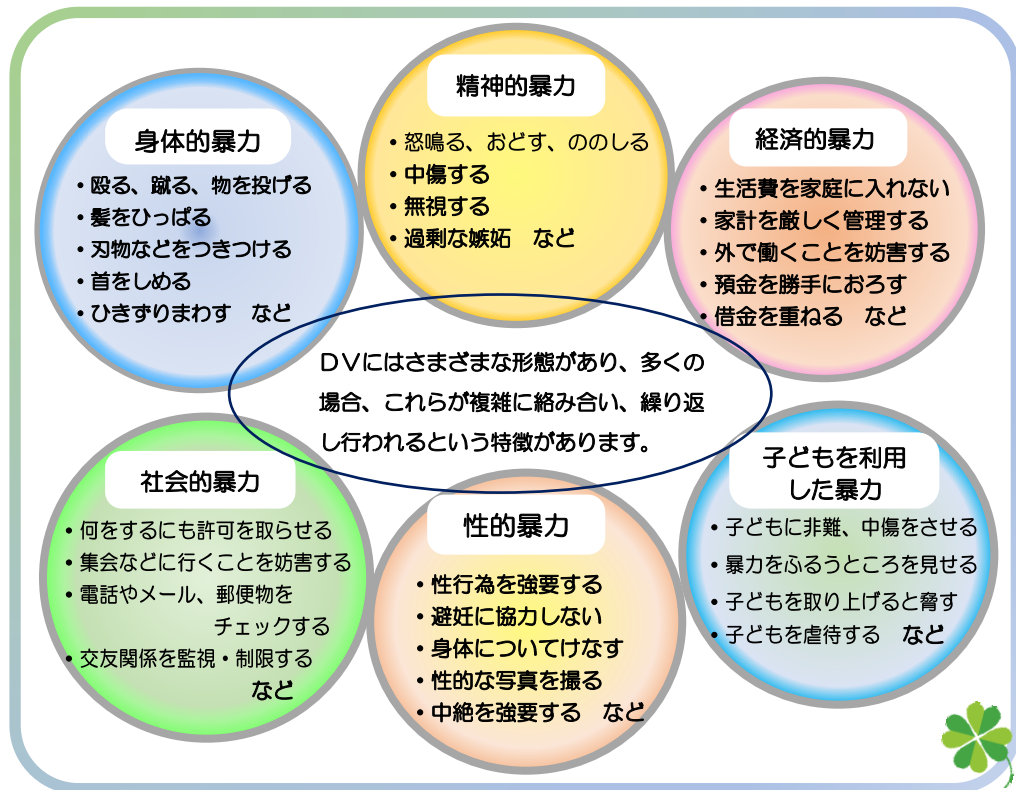 身体的暴力
・殴る、蹴る、物を投げる
・髪をひっぱる
・刃物などをつきつける
・首をしめる
・ひきずりまわす　など
精神的暴力
・怒鳴る、おどす、ののしる
・中傷する
・無視する
・過剰な嫉妬　など
経済的暴力
・生活費を家庭に入れない
・家計を厳しく管理する
・外で働くことを妨害する
・預金を勝手におろす
・借金を重ねる　など
ＤＶにはさまざまな形態があり、多くの
場合、これらが複雑に絡み合い、繰り返
し行われるという特徴があります。
社会的暴力
・何をするにも許可を取らせる
・集会などに行くことを妨害する
・電話やメール、郵便物を
チェックする
・交友関係を監視・制限する
など
性的暴力
・性行為を強要する
・避妊に協力しない
・身体についてけなす
・性的な写真を撮る
・中絶を強要する　など
子どもを利用
した暴力
・子どもに非難、中傷をさせる
・暴力をふるうところを見せる
・子どもを取り上げると脅す
・子どもを虐待する　など